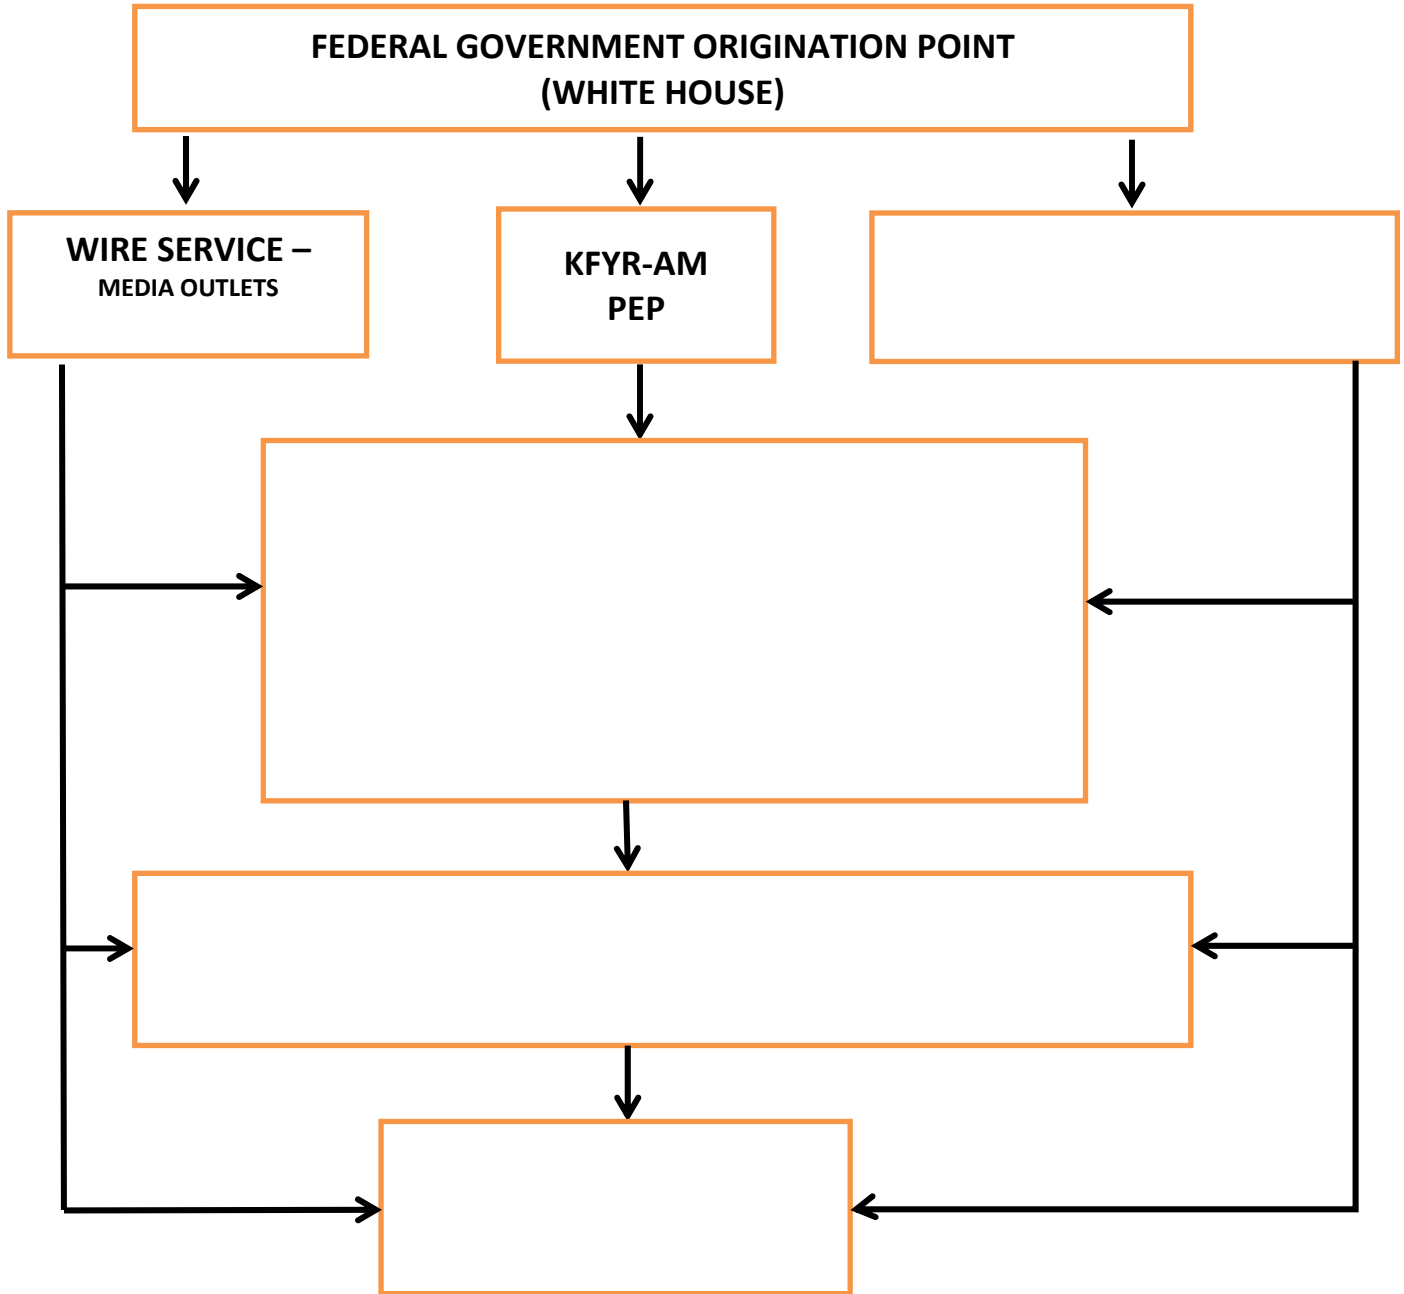 FEDERAL GOVERNMENT ORIGINATION POINT
(WHITE HOUSE)
WIRE SERVICE –
MEDIA OUTLETS
KFYR-AM
PEP